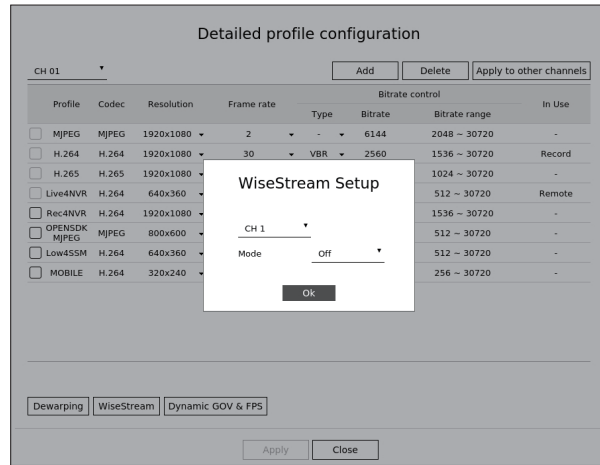 Detailed profile configuration
CH 01
Add Delete Apply to other channels
Profile Codec Resolution Frame rate Bitrate control In Use
Type Bitrate Bitrate range
MJPEG MJPEG 1920x1080 2 - 6144 2048 ~ 30720 -
H.264 H.264 1920x1080 30 VBR 2560 1536 ~ 30720 Record
H.265 H.265 1920x1080 1024 ~ 30720 -
Live4NVR H.264 640x360 512 ~ 30720 Remote
Rec4NVR H.264 1920x1080 1536 ~ 30720 -
OPENSDK MJPEG MJPEG 800x600 512 ~ 30720 -
Low4SSM H.264 640x360 512 ~ 30720 -
MOBILE H.264 320x240 256 ~ 30720 -
WiseStream Setup
CH 1
Mode Off
Ok
Dewarping WiseStream Dynamic GOV & FPS
Apply Close